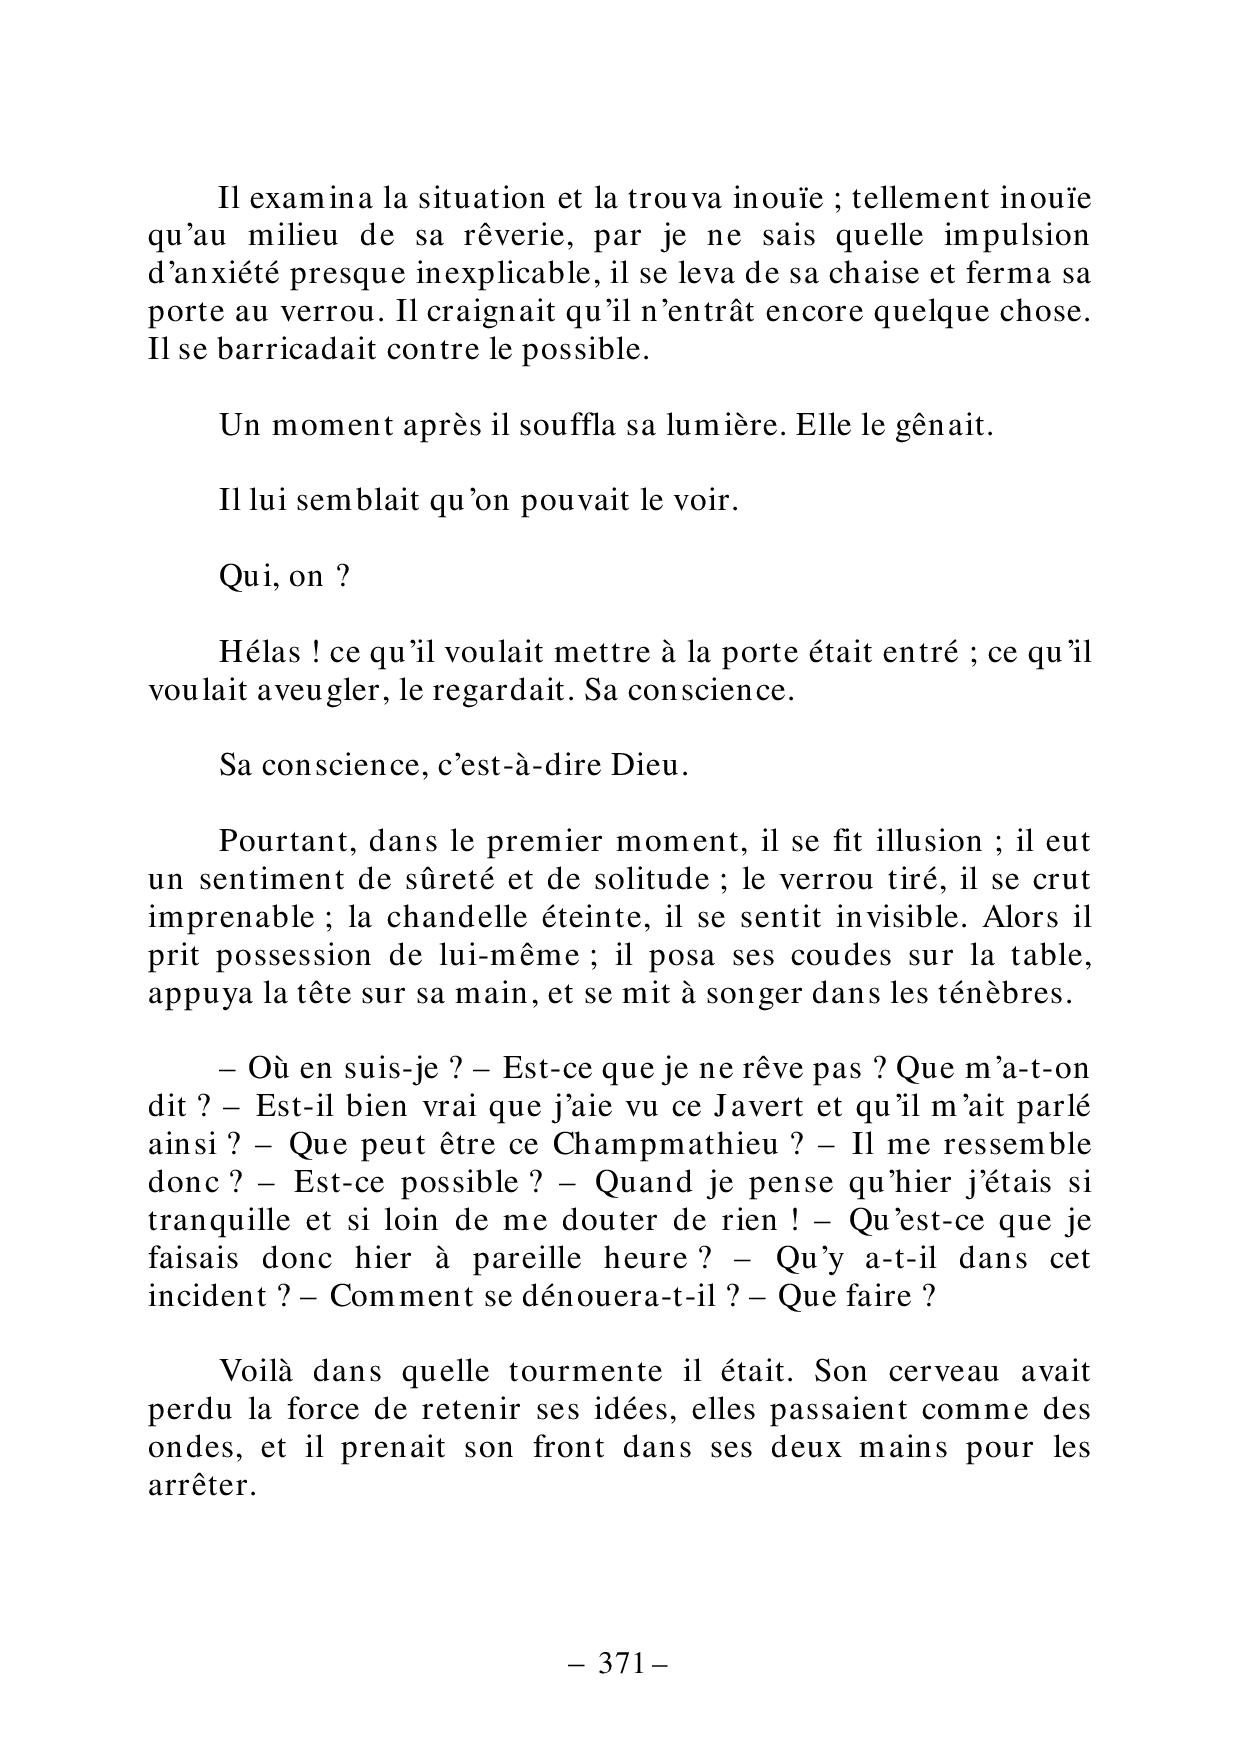 Il examina la situation et la trouva inouïe ; tellement inouïe
qu’au milieu de sa rêverie, par je ne sais quelle impulsion
d’anxiété presque inexplicable, il se leva de sa chaise et ferma sa
porte au verrou. Il craignait qu’il n’entrât encore quelque chose.
Il se barricadait contre le possible.
Un moment après il souffla sa lumière. Elle le gênait.
Il lui semblait qu’on pouvait le voir.
Qui, on ?
Hélas ! ce qu’il voulait mettre à la porte était entré ; ce qu’il
voulait aveugler, le regardait. Sa conscience.
Sa conscience, c’est-à-dire Dieu.
Pourtant, dans le premier moment, il se fit illusion ; il eut
un sentiment de sûreté et de solitude ; le verrou tiré, il se crut
imprenable ; la chandelle éteinte, il se sentit invisible. Alors il
prit possession de lui-même ; il posa ses coudes sur la table,
appuya la tête sur sa main, et se mit à songer dans les ténèbres.
– Où en suis-je ? – Est-ce que je ne rêve pas ? Que m’a-t-on
dit ? – Est-il bien vrai que j’aie vu ce Javert et qu’il m’ait parlé
ainsi ? – Que peut être ce Champmathieu ? – Il me ressemble
donc ? – Est-ce possible ? – Quand je pense qu’hier j’étais si
tranquille et si loin de me douter de rien ! – Qu’est-ce que je
faisais donc hier à pareille heure ? – Qu’y a-t-il dans cet
incident ? – Comment se dénouera-t-il ? – Que faire ?
Voilà dans quelle tourmente il était. Son cerveau avait
perdu la force de retenir ses idées, elles passaient comme des
ondes, et il prenait son front dans ses deux mains pour les
arrêter.
– 371 –